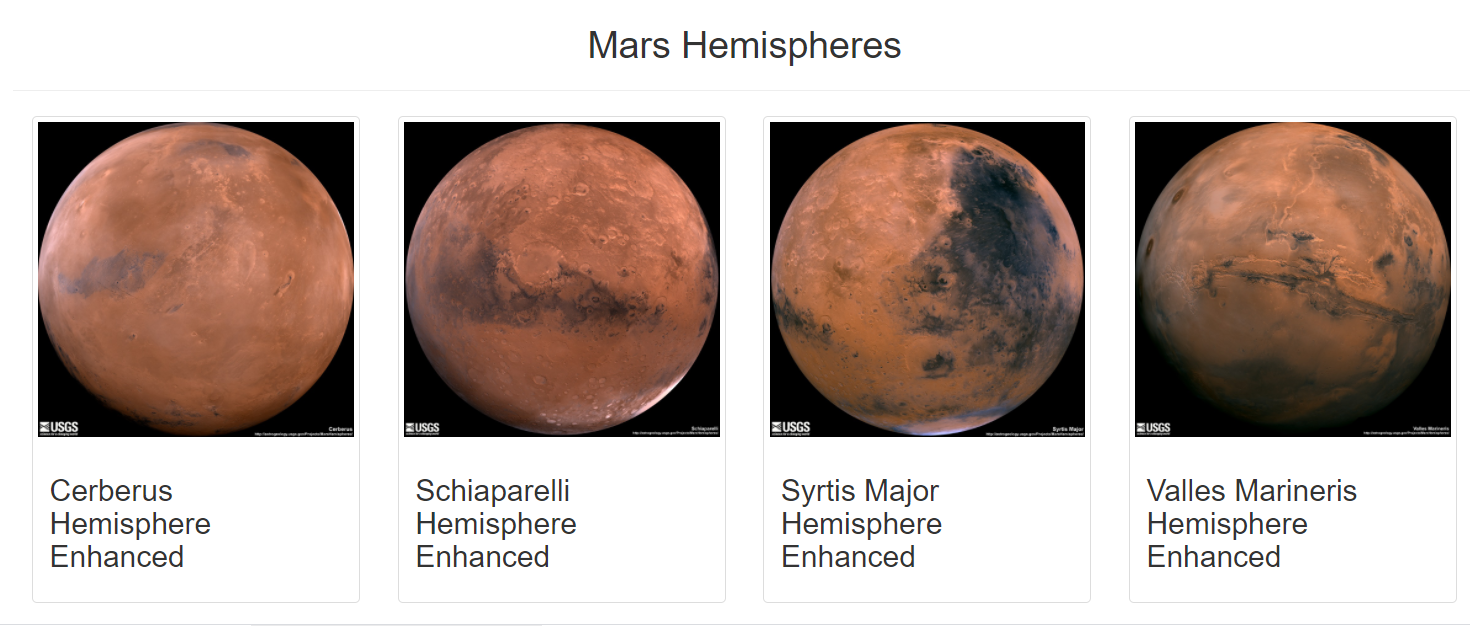 Mars Hemispheres
USGS
Cerberus
USGS
Schiaparelli
USGS
Syrtis Major
USGS
Valles Marineris
Cerberus
Hemisphere
Enhanced
Schiaparelli
Hemisphere
Enhanced
Syrtis Major
Hemisphere
Enhanced
Valles Marineris
Hemisphere
Enhanced